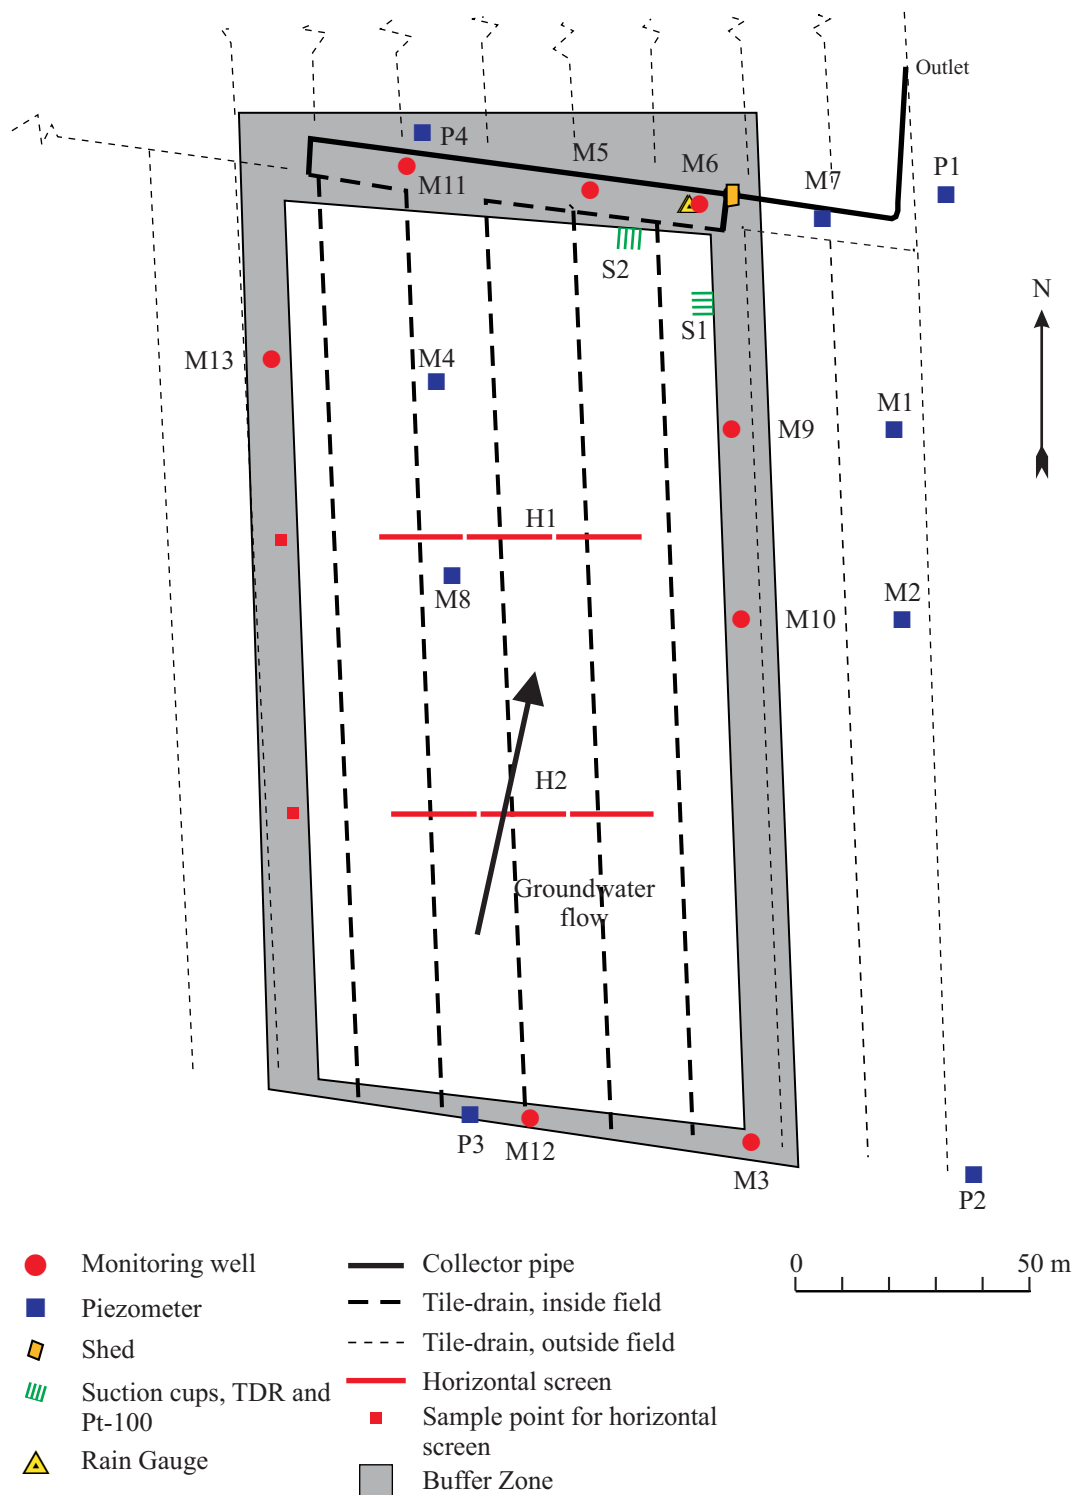 Outlet
P4
M5
M6
M7
P1
M11
S2
S1
N
M13
M4
M1
M9
H1
M8
M2
M10
H2
Groundwater
flow
P3
M12
M3
P2
Monitoring well
Piezometer
Shed
Suction cups, TDR and
Pt-100
Rain Gauge
Collector pipe
Tile-drain, inside field
Tile-drain, outside field
Horizontal screen
Sample point for horizontal
screen
Buffer Zone
0 50 m